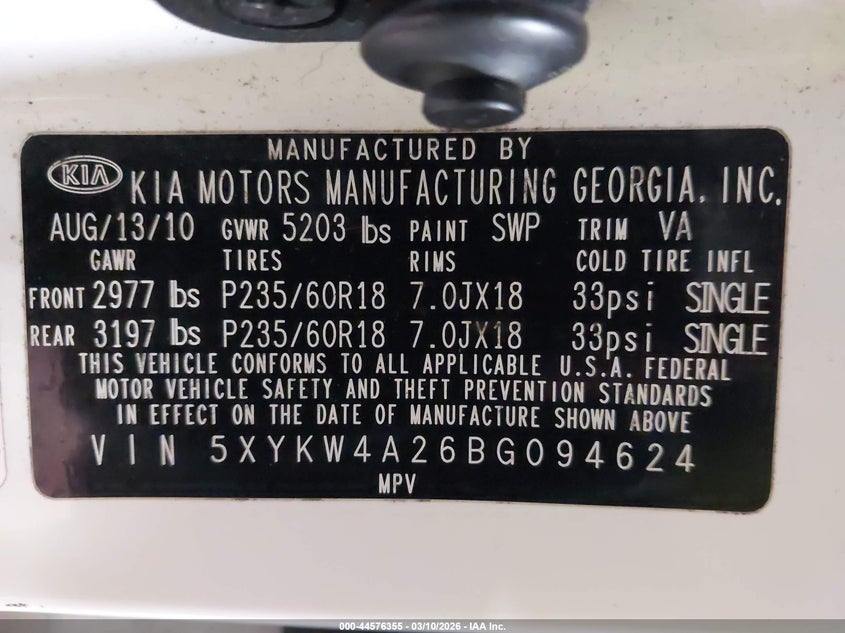 MANUFACTURED BY
KIA KIA MOTORS MANUFACTURING GEORGIA, INC.
AUG/13/10 GVWR 5203 lbs PAINT SWP TRIM VA
GAWR TIRES RIMS COLD TIRE INFL
FRONT 2977 lbs P235/60R18 7.0JX18 33psi SINGLE
REAR 3197 lbs P235/60R18 7.0JX18 33psi SINGLE
THIS VEHICLE CONFORMS TO ALL APPLICABLE U.S.A. FEDERAL
MOTOR VEHICLE SAFETY AND THEFT PREVENTION STANDARDS
IN EFFECT ON THE DATE OF MANUFACTURE SHOWN ABOVE
VIN 5XYKW4A26BG094624
MPV
000-44576355 - 03/10/2026 - IAA Inc.